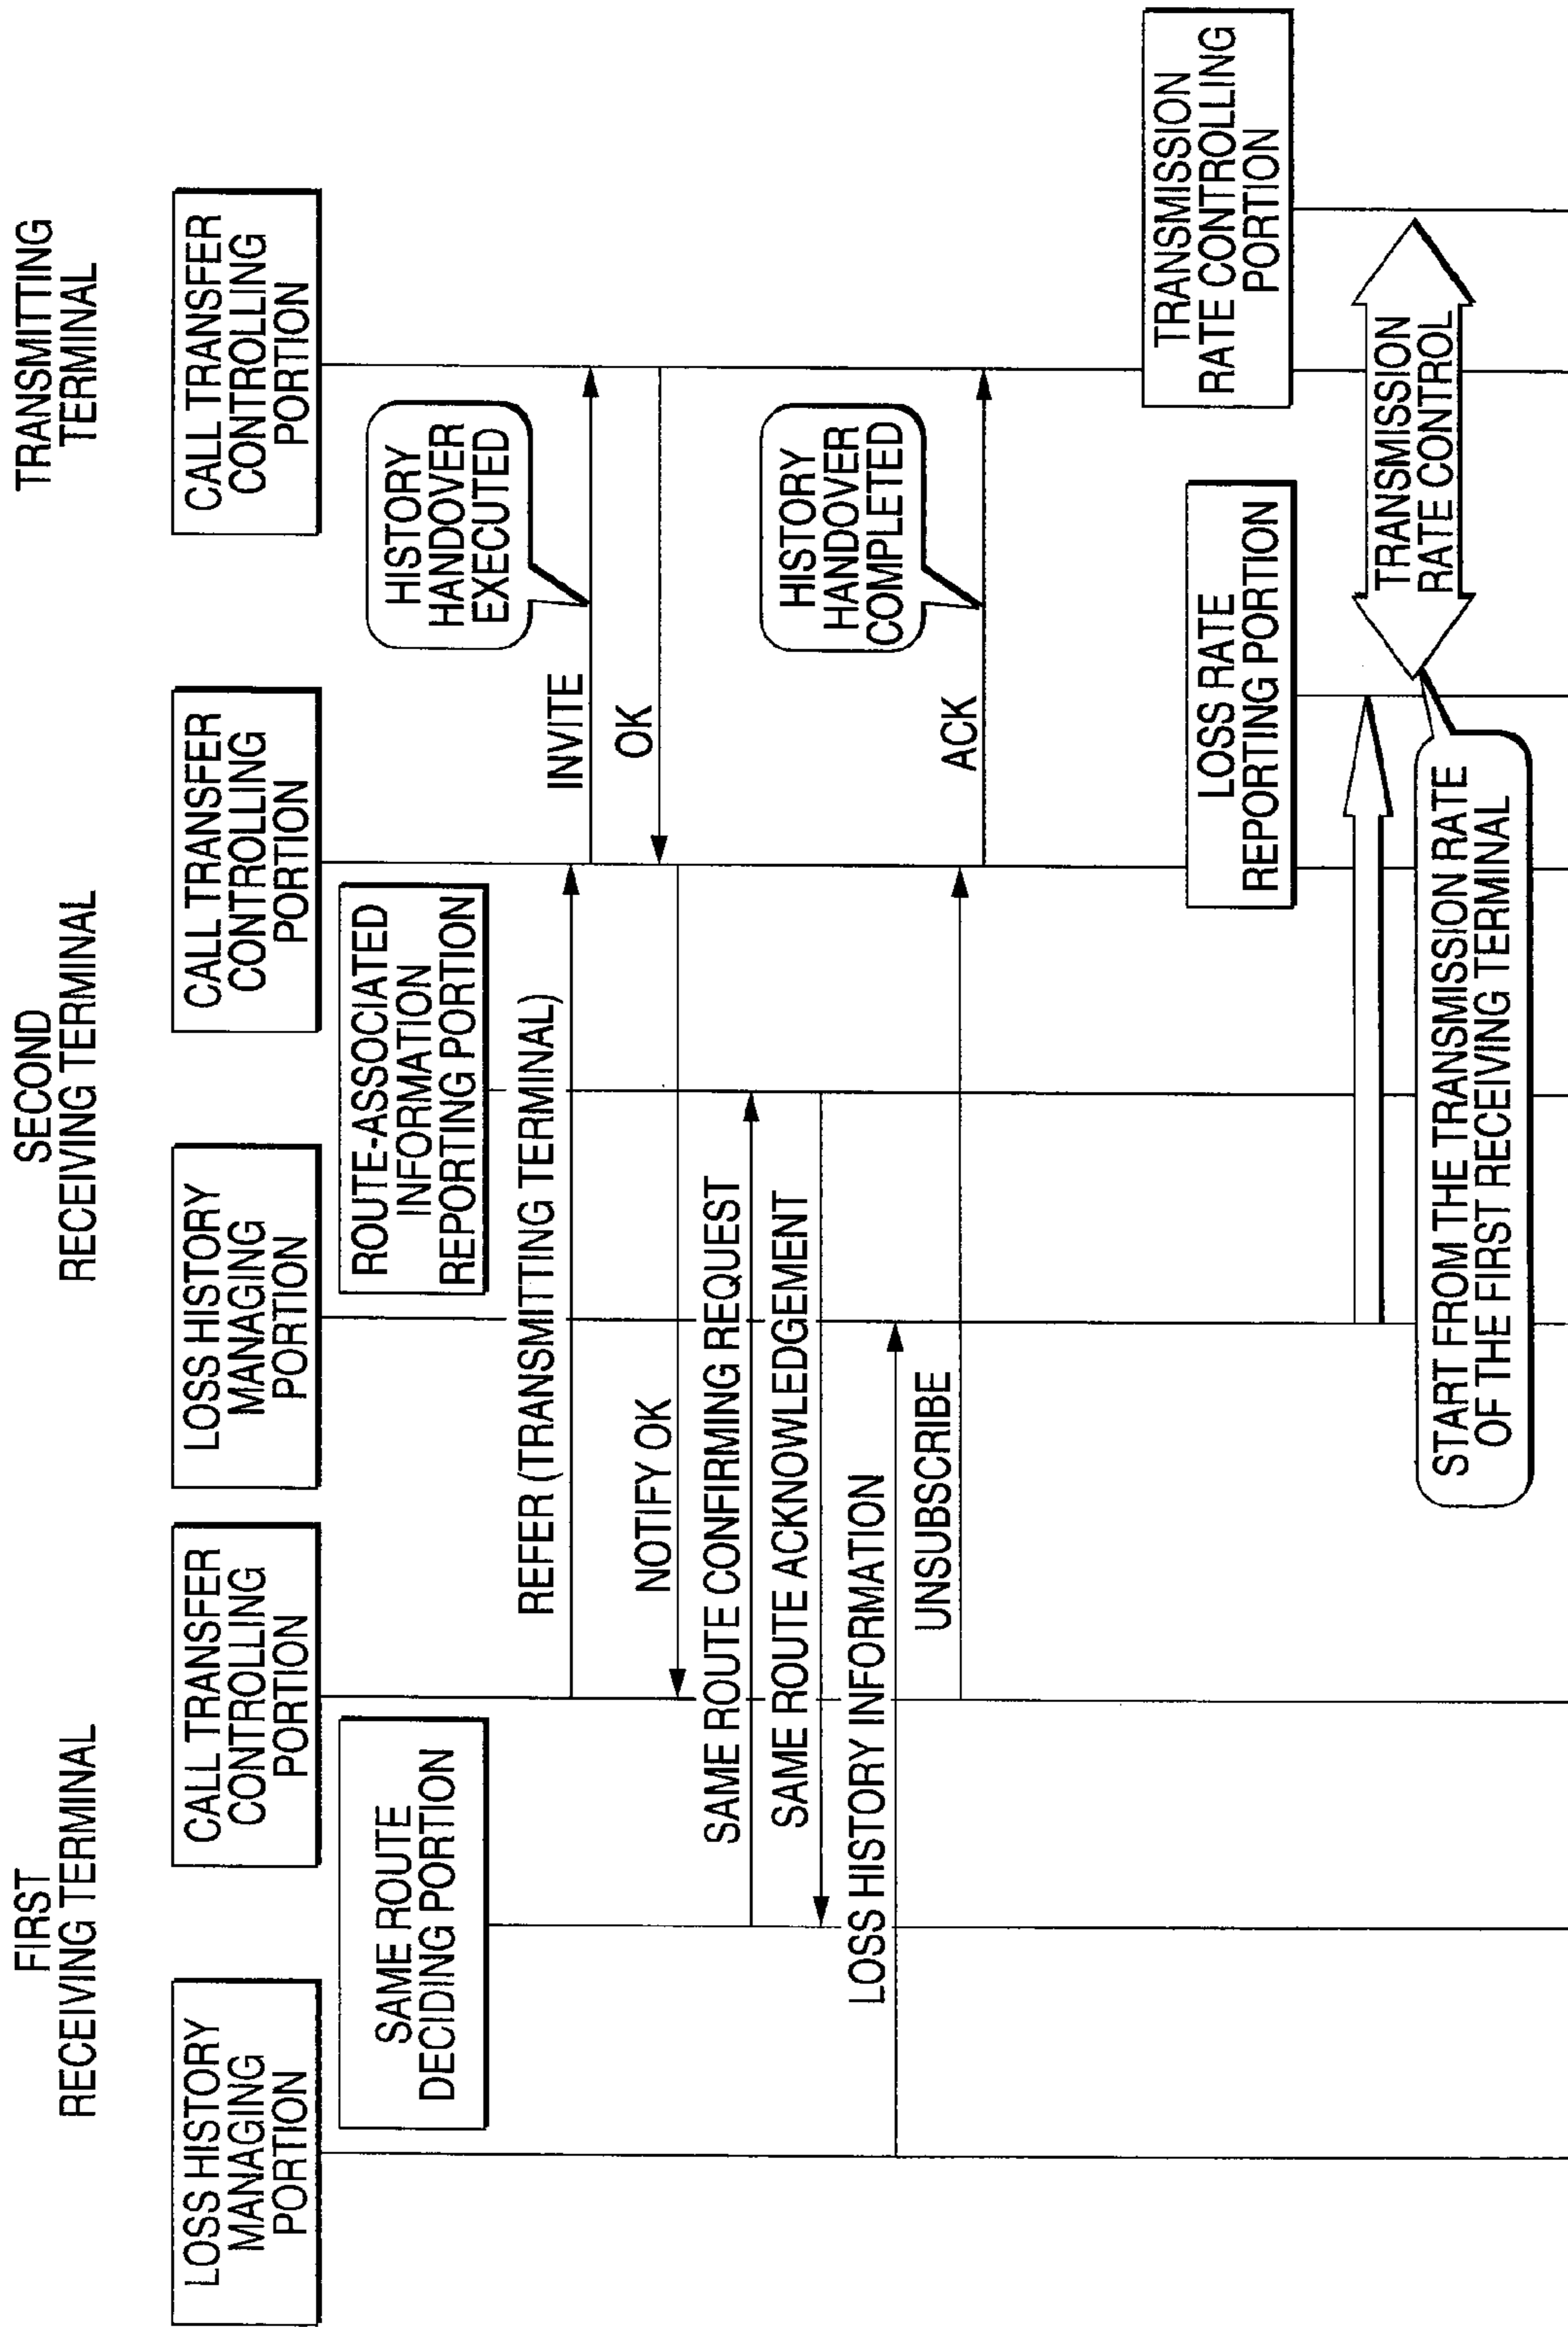 FIRST
RECEIVING TERMINAL
SECOND
RECEIVING TERMINAL
TRANSMITTING
TERMINAL
LOSS HISTORY
MANAGING
PORTION
CALL TRANSFER
CONTROLLING
PORTION
LOSS HISTORY
MANAGING
PORTION
CALL TRANSFER
CONTROLLING
PORTION
CALL TRANSFER
CONTROLLING
PORTION
SAME ROUTE
DECIDING PORTION
ROUTE-ASSOCIATED
INFORMATION
REPORTING PORTION
HISTORY
HANDOVER
EXECUTED
REFER (TRANSMITTING TERMINAL)
INVITE
OK
NOTIFY OK
SAME ROUTE CONFIRMING REQUEST
SAME ROUTE ACKNOWLEDGEMENT
HISTORY
HANDOVER
COMPLETED
LOSS HISTORY INFORMATION
UNSUBSCRIBE
ACK
TRANSMISSION
RATE CONTROLLING
PORTION
LOSS RATE
REPORTING PORTION
TRANSMISSION
RATE CONTROL
START FROM THE TRANSMISSION RATE
OF THE FIRST RECEIVING TERMINAL